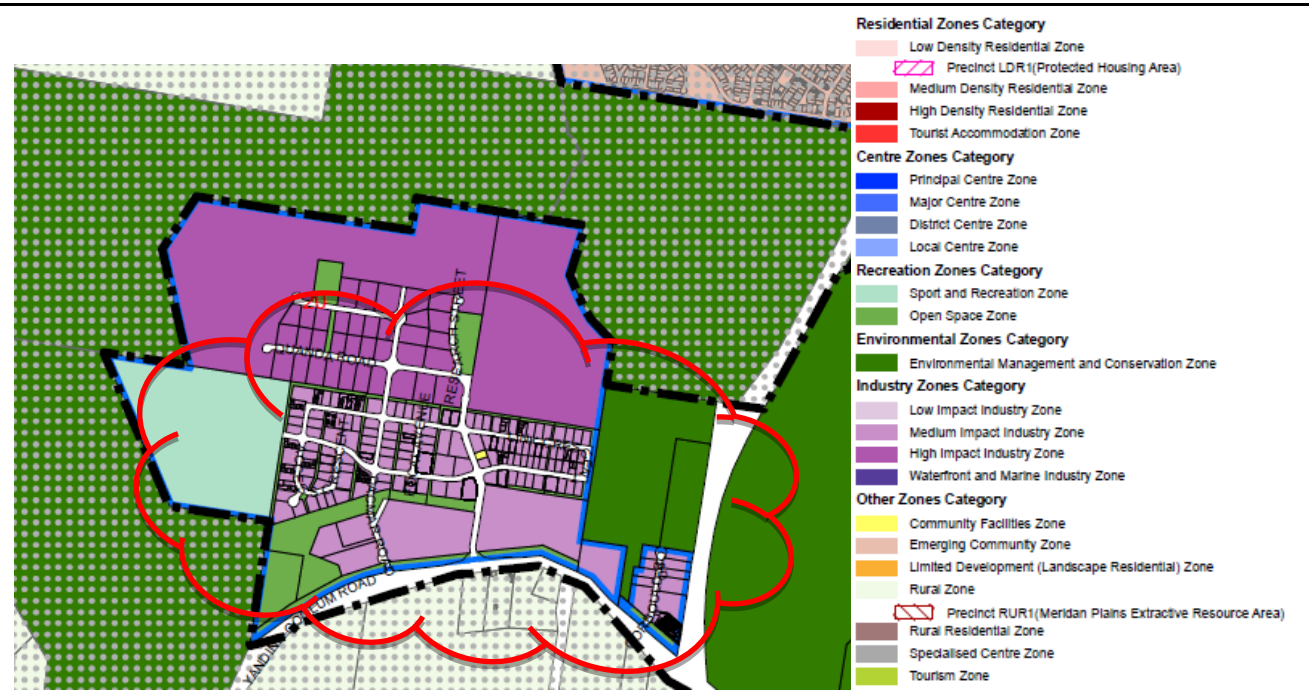 Residential Zones Category
Low Density Residential Zone
Precinct LDR1(Protected Housing Area)
Medium Density Residential Zone
High Density Residential Zone
Tourist Accommodation Zone
Centre Zones Category
Principal Centre Zone
Major Centre Zone
District Centre Zone
Local Centre Zone
Recreation Zones Category
Sport and Recreation Zone
Open Space Zone
Environmental Zones Category
Environmental Management and Conservation Zone
Industry Zones Category
Low Impact Industry Zone
Medium Impact Industry Zone
High Impact Industry Zone
Waterfront and Marine Industry Zone
Other Zones Category
Community Facilities Zone
Emerging Community Zone
Limited Development (Landscape Residential) Zone
Rural Zone
Precinct RUR1(Meridan Plains Extractive Resource Area)
Rural Residential Zone
Specialised Centre Zone
Tourism Zone
RESEARCH STREET
ROAD